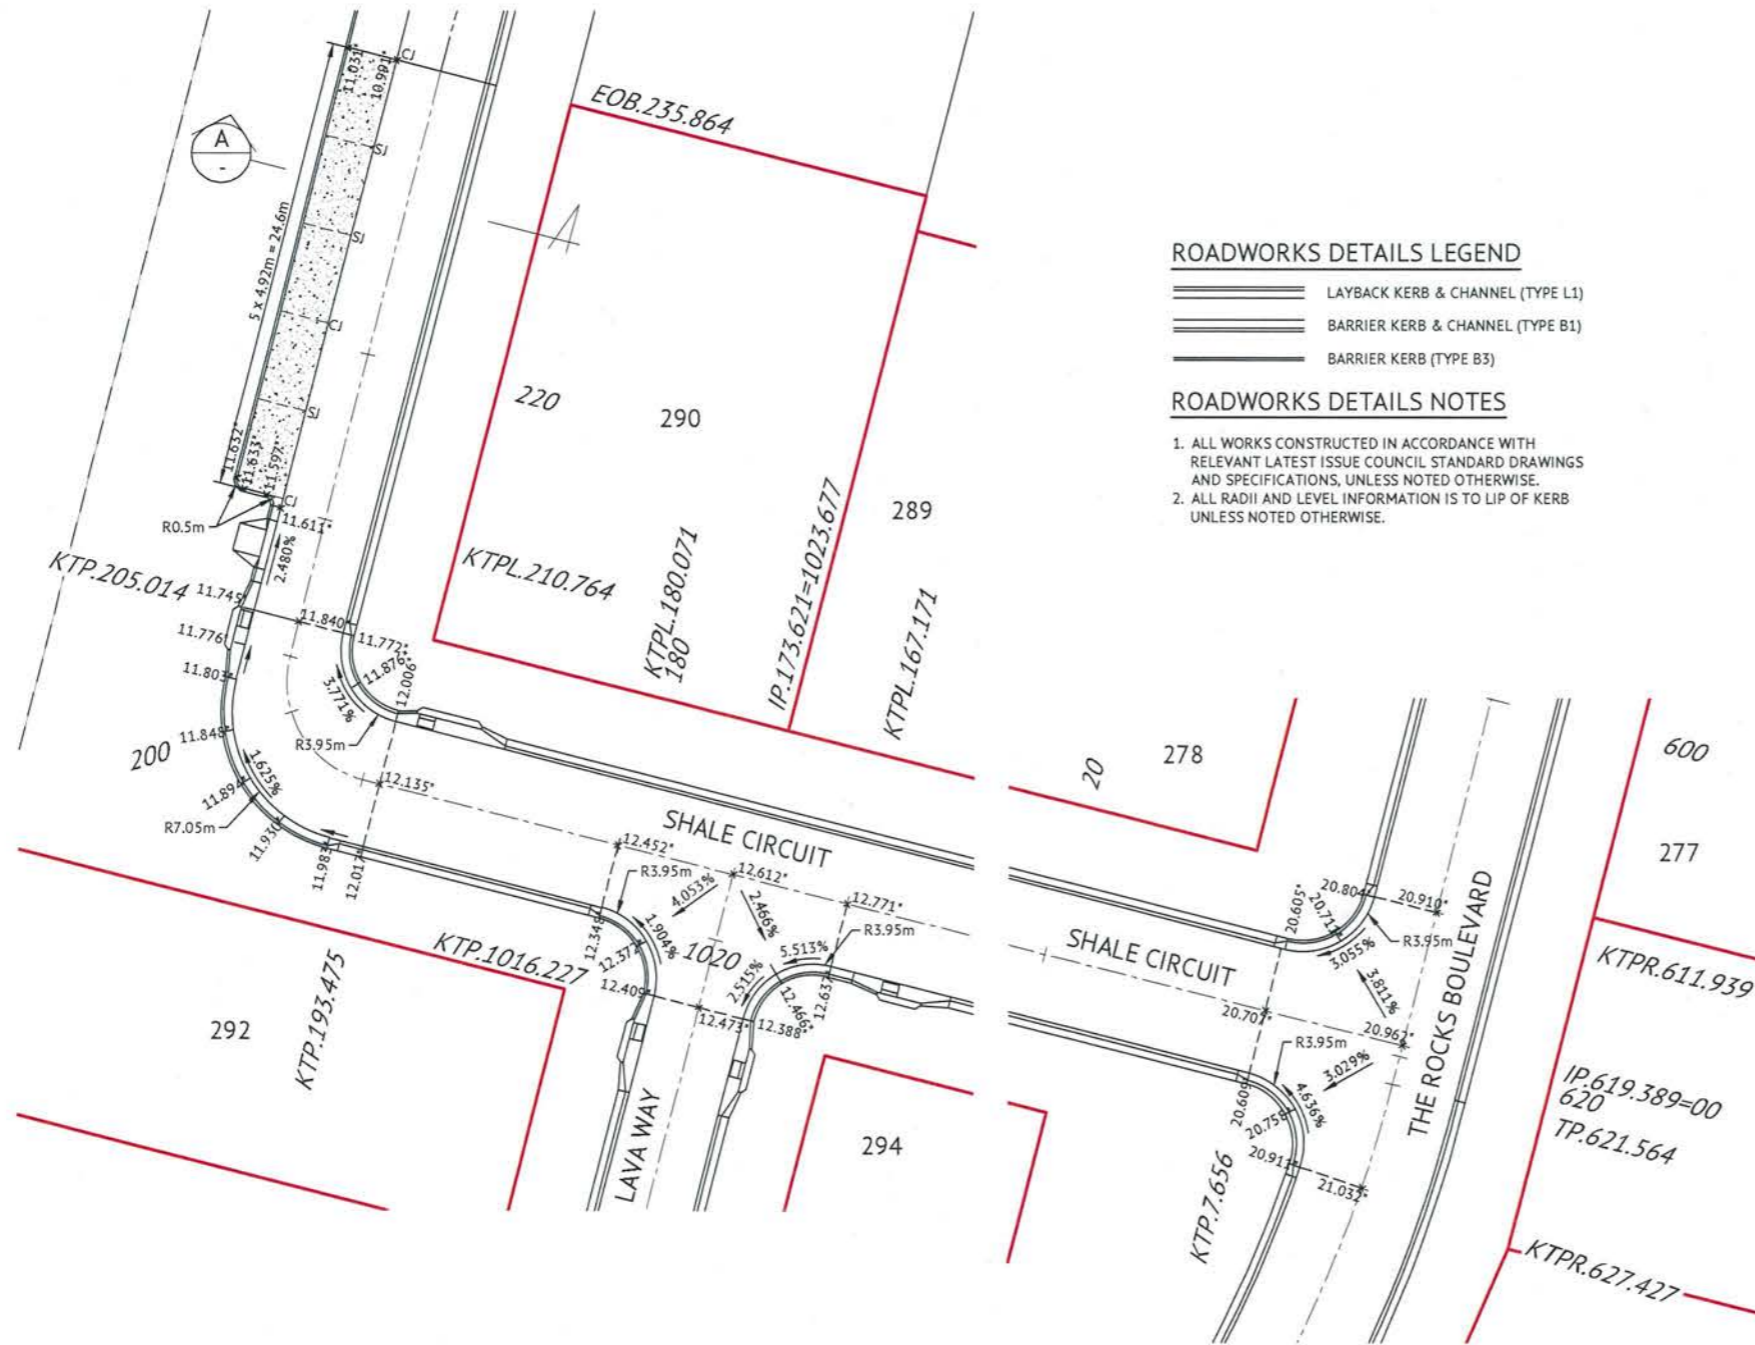 11.031*
10.991*
CJ
A
-
SJ
5 x 4.92m = 24.6m
SJ
CJ
SJ
11.632*
11.633*
11.597*
CJ
R0.5m
11.611*
2.480%
EOB.235.864
220
290
289
KTPL.210.764
KTPL.180.071
180
IP.173.621=1023.677
KTPL.167.171
ROADWORKS DETAILS LEGEND
LAYBACK KERB & CHANNEL (TYPE L1)
BARRIER KERB & CHANNEL (TYPE B1)
BARRIER KERB (TYPE B3)
ROADWORKS DETAILS NOTES
1. ALL WORKS CONSTRUCTED IN ACCORDANCE WITH
RELEVANT LATEST ISSUE COUNCIL STANDARD DRAWINGS
AND SPECIFICATIONS, UNLESS NOTED OTHERWISE.
2. ALL RADII AND LEVEL INFORMATION IS TO LIP OF KERB
UNLESS NOTED OTHERWISE.
KTP.205.014
11.745*
11.840*
11.772*
11.776*
11.876*
12.006*
11.803*
3.771%
R3.95m
200
11.848*
1.625%
11.894*
R7.05m
11.930*
11.983*
12.017*
12.135*
SHALE CIRCUIT
12.452*
R3.95m
4.053%
12.612*
12.771*
2.466%
R3.95m
1.904%
12.349*
12.372*
1020
5.513%
2.515%
KTP.1016.227
12.409*
12.473*
12.388*
12.466*
12.637*
292
KTP.193.475
LAVA WAY
294
20
278
600
277
20.804*
20.910*
20.605*
20.711*
R3.95m
3.055%
THE ROCKS BOULEVARD
SHALE CIRCUIT
3.811%
20.707*
20.962*
R3.95m
3.029%
KTPR.611.939
20.609*
4.636%
20.758*
20.911*
21.032*
KTP.7.656
IP.619.389=00
620
TP.621.564
KTPR.627.427